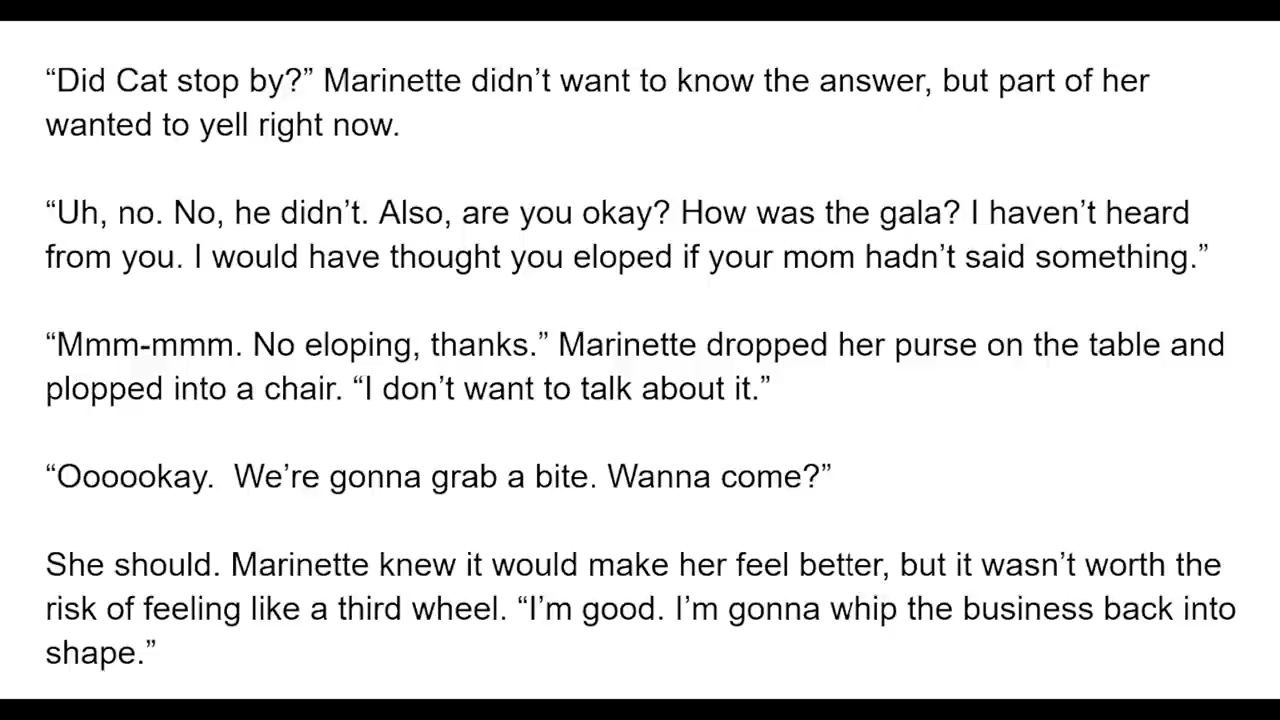 “Did Cat stop by?” Marinette didn’t want to know the answer, but part of her
wanted to yell right now.
“Uh, no. No, he didn’t. Also, are you okay? How was the gala? I haven’t heard
from you. I would have thought you eloped if your mom hadn’t said something.”
“Mmm-mmm. No eloping, thanks.” Marinette dropped her purse on the table and
plopped into a chair. “I don’t want to talk about it.”
“Oooookay.  We’re gonna grab a bite. Wanna come?”
She should. Marinette knew it would make her feel better, but it wasn’t worth the
risk of feeling like a third wheel. “I’m good. I’m gonna whip the business back into
shape.”